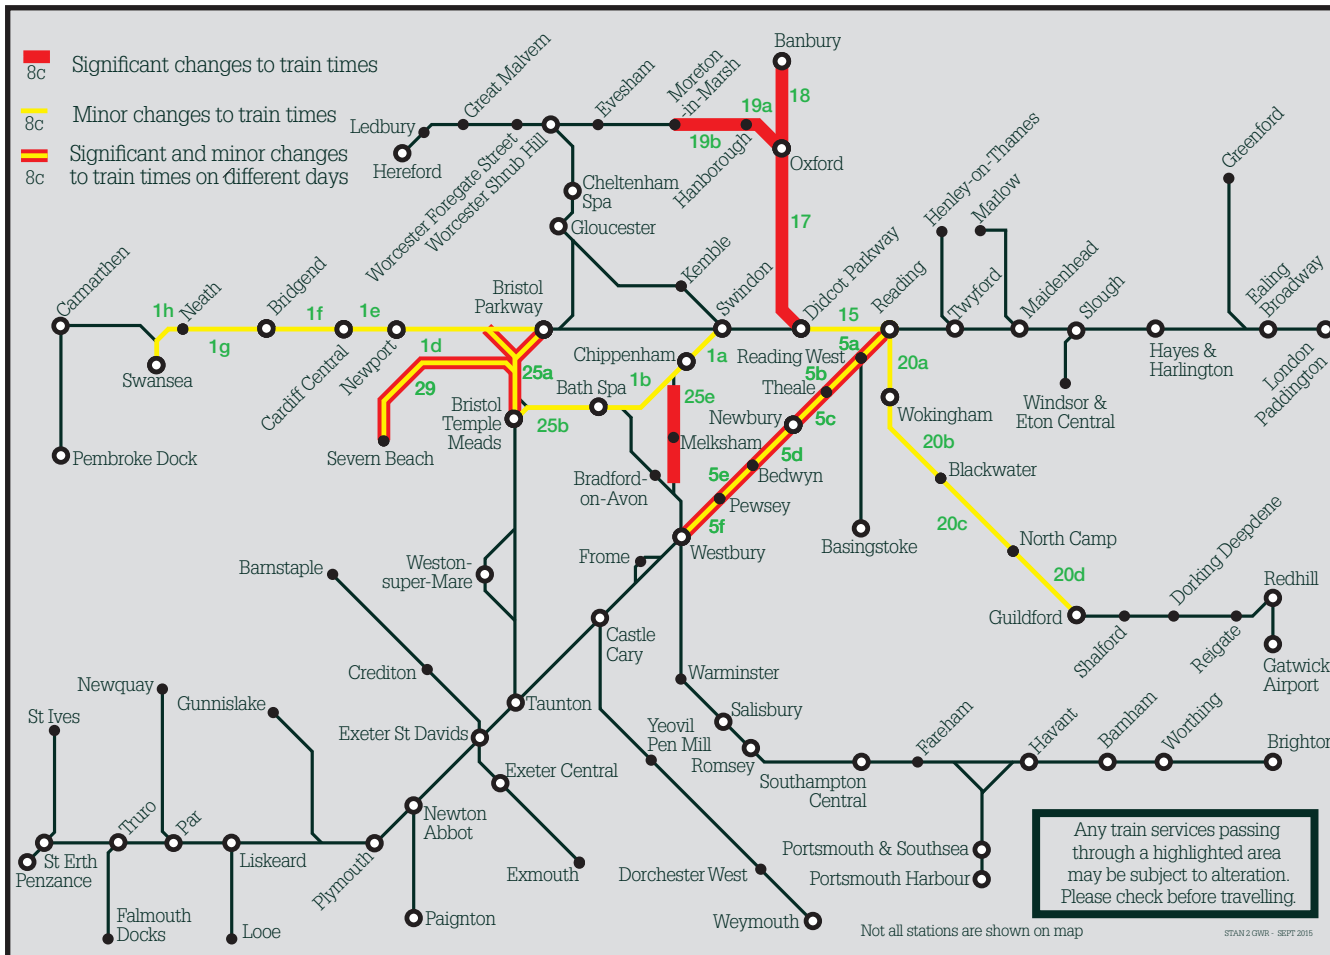 8c
Significant changes to train times
8c
Minor changes to train times
8c
Significant and minor changes
to train times on different days
Banbury
18
Moreton
-in-Marsh
19a
19b
Evesham
Great Malvern
Ledbury
Hereford
Worcester Foregate Street
Worcester Shrub Hill
Hanborough
Oxford
17
Cheltenham
Spa
Gloucester
Kemble
Swindon
Didcot Parkway
Reading
Henley-on-Thames
Marlow
Greenford
Twyford
Maidenhead
Slough
Ealing
Broadway
Hayes &
Harlington
London
Paddington
Windsor &
Eton Central
Carmarthen
1h
Neath
1g
Bridgend
1f
Cardiff Central
1e
Newport
1d
Bristol
Parkway
Swansea
Pembroke Dock
29
Severn Beach
25a
Bristol
Temple
Meads
25b
Bath Spa
1b
Chippenham
1a
25e
Melksham
Bradford-
on-Avon
15
Reading West
5a
Theale
5b
Newbury
5c
5d
Bedwyn
5e
Pewsey
5f
Westbury
Basingstoke
20a
Wokingham
20b
Blackwater
20c
North Camp
20d
Guildford
Shalford
Dorking Deepdene
Reigate
Redhill
Gatwick
Airport
Frome
Weston-
super-Mare
Barnstaple
Castle
Cary
Crediton
Taunton
Warminster
Salisbury
Yeovil
Pen Mill
Romsey
Southampton
Central
Fareham
Havant
Barnham
Worthing
Brighton
Newquay
Gunnislake
St Ives
Exeter St Davids
Exeter Central
Newton
Abbot
Exmouth
Truro
Par
Liskeard
Plymouth
St Erth
Penzance
Falmouth
Docks
Looe
Paignton
Dorchester West
Weymouth
Portsmouth & Southsea
Portsmouth Harbour
Any train services passing
through a highlighted area
may be subject to alteration.
Please check before travelling.
Not all stations are shown on map
STAN 2 GWR - SEPT 2015